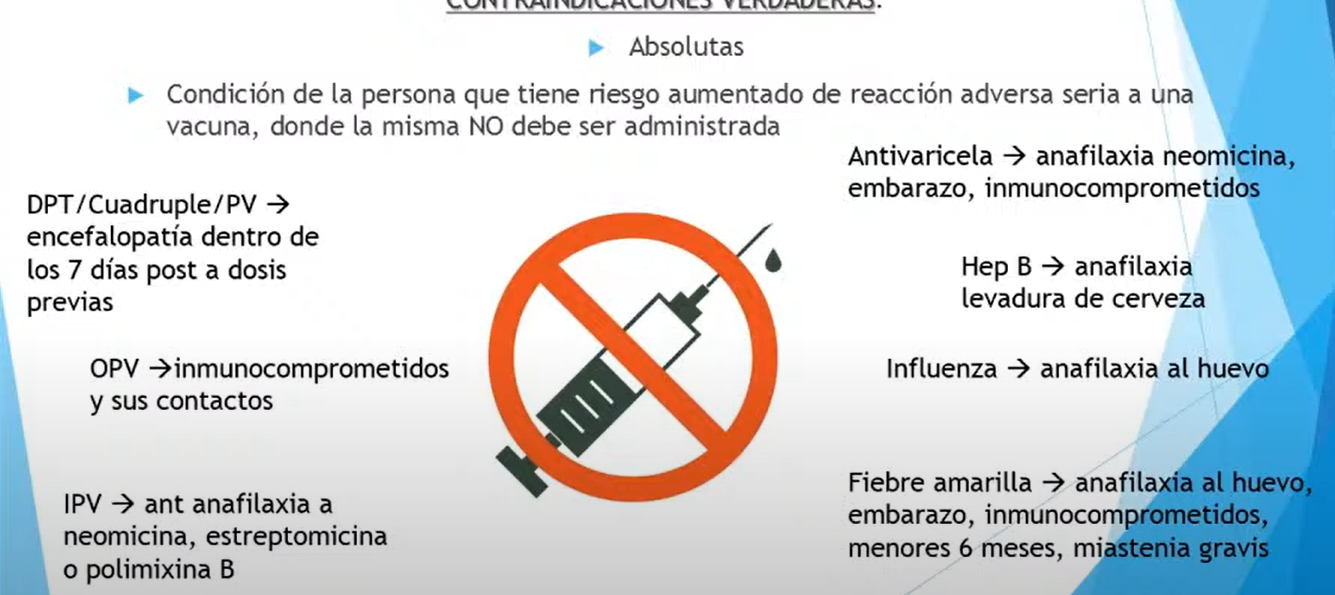 CONTRAINDICACIONES VERDADERAS:
Absolutas
Condición de la persona que tiene riesgo aumentado de reacción adversa seria a una
vacuna, donde la misma NO debe ser administrada
DPT/Cuadruple/PV →
encefalopatía dentro de
los 7 días post a dosis
previas
OPV →inmunocomprometidos
y sus contactos
IPV → ant anafilaxia a
neomicina, estreptomicina
o polimixina B
Antivaricela → anafilaxia neomicina,
embarazo, inmunocomprometidos
Hep B → anafilaxia
levadura de cerveza
Influenza → anafilaxia al huevo
Fiebre amarilla → anafilaxia al huevo,
embarazo, inmunocomprometidos,
menores 6 meses, miastenia gravis